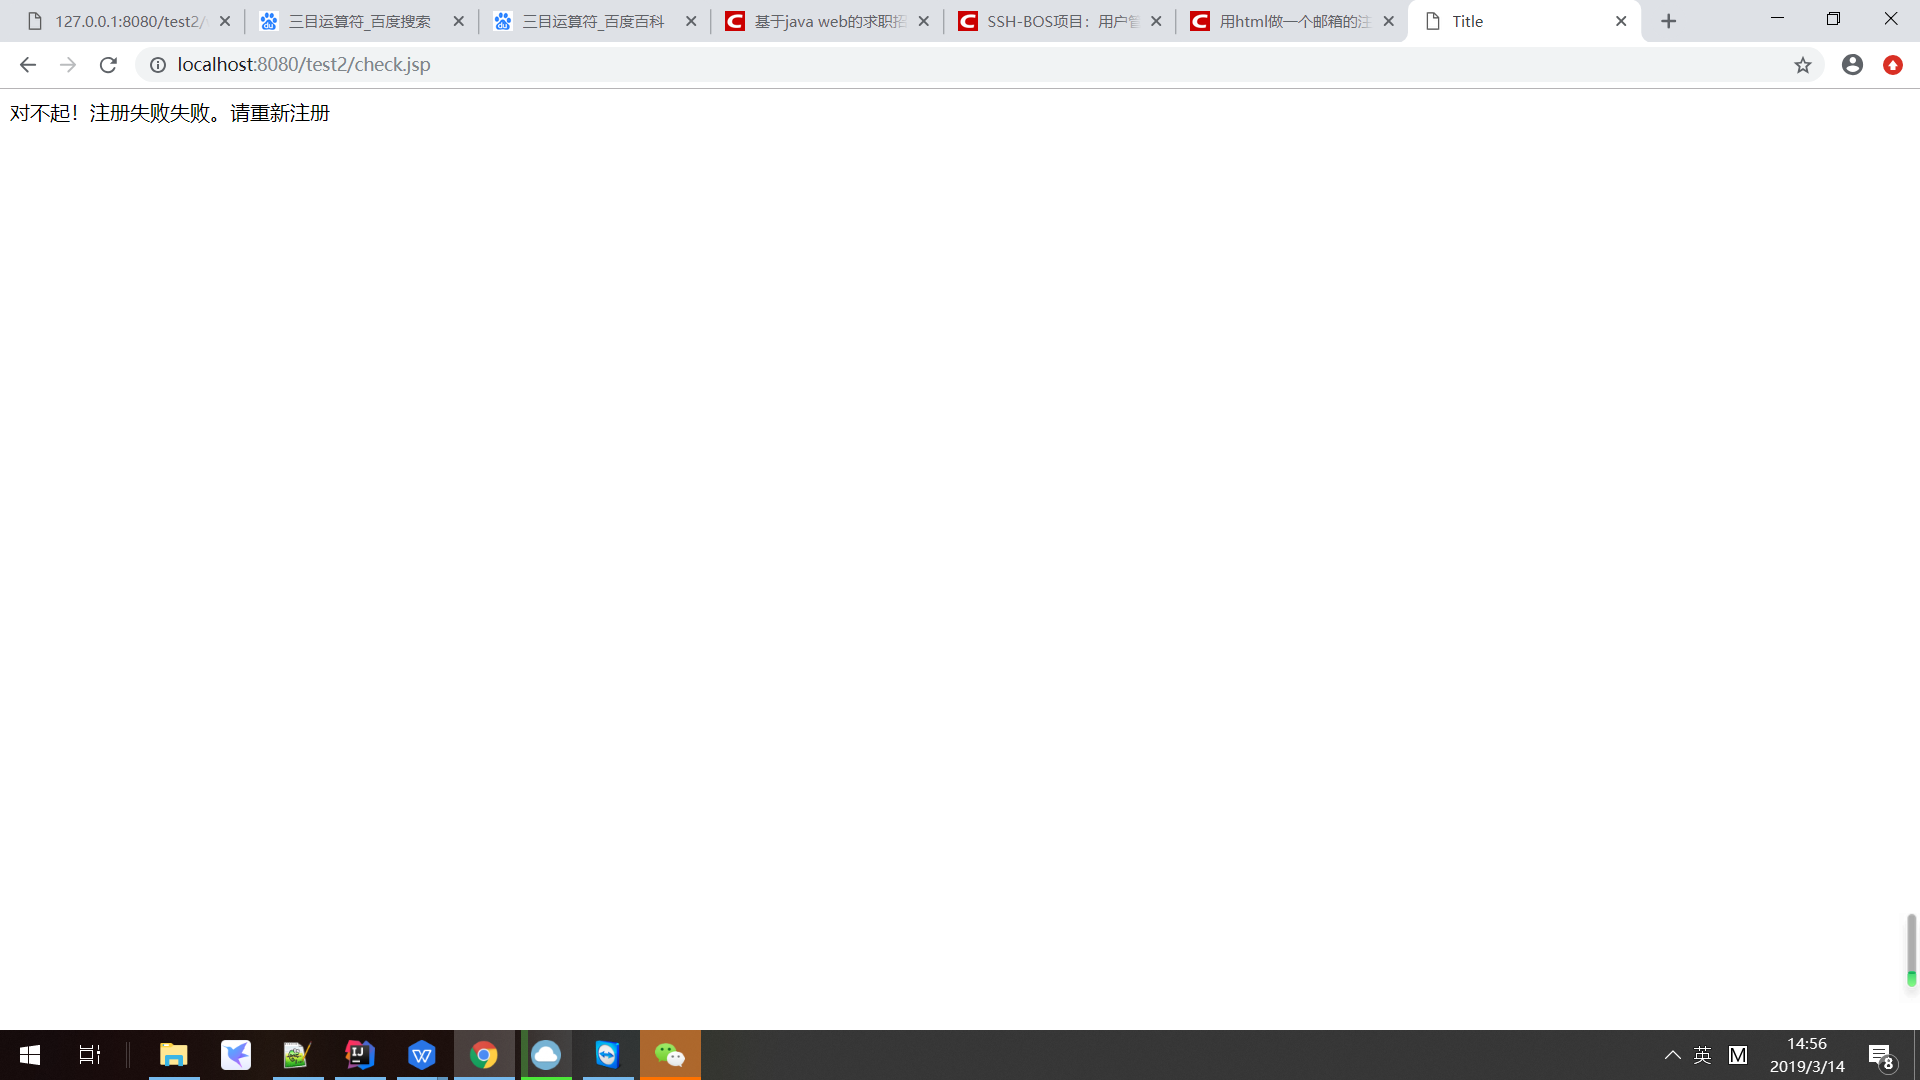 127.0.0.1:8080/test2/
三目运算符_百度搜索
三目运算符_百度百科
基于java web的求职招
SSH-BOS项目：用户管
用html做一个邮箱的注
Title
localhost:8080/test2/check.jsp
对不起！注册失败失败。请重新注册
英
M
14:56
2019/3/14
8